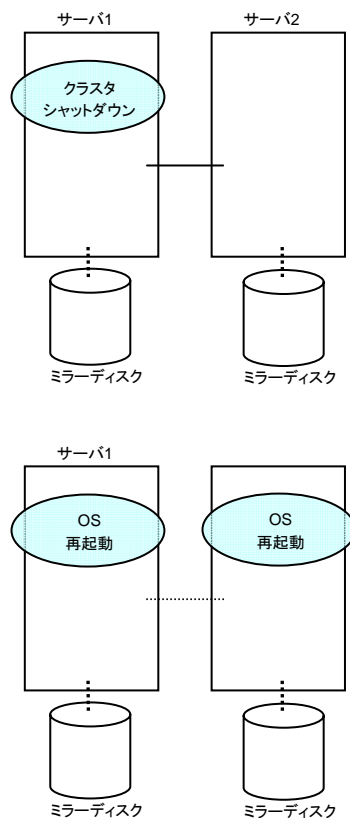 サーバ1
サーバ2
クラスタ
シャットダウン
ミラーディスク
ミラーディスク
サーバ1
OS
再起動
OS
再起動
ミラーディスク
ミラーディスク